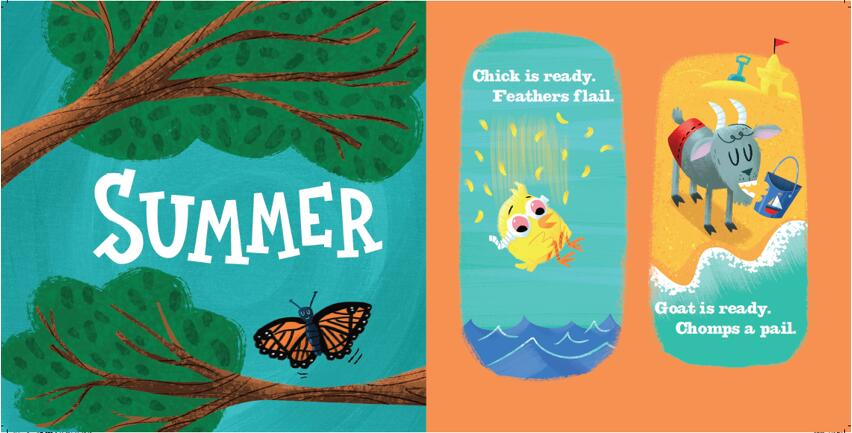 SUMMER
Chick is ready.
Feathers flail.
Goat is ready.
Chomps a pail.